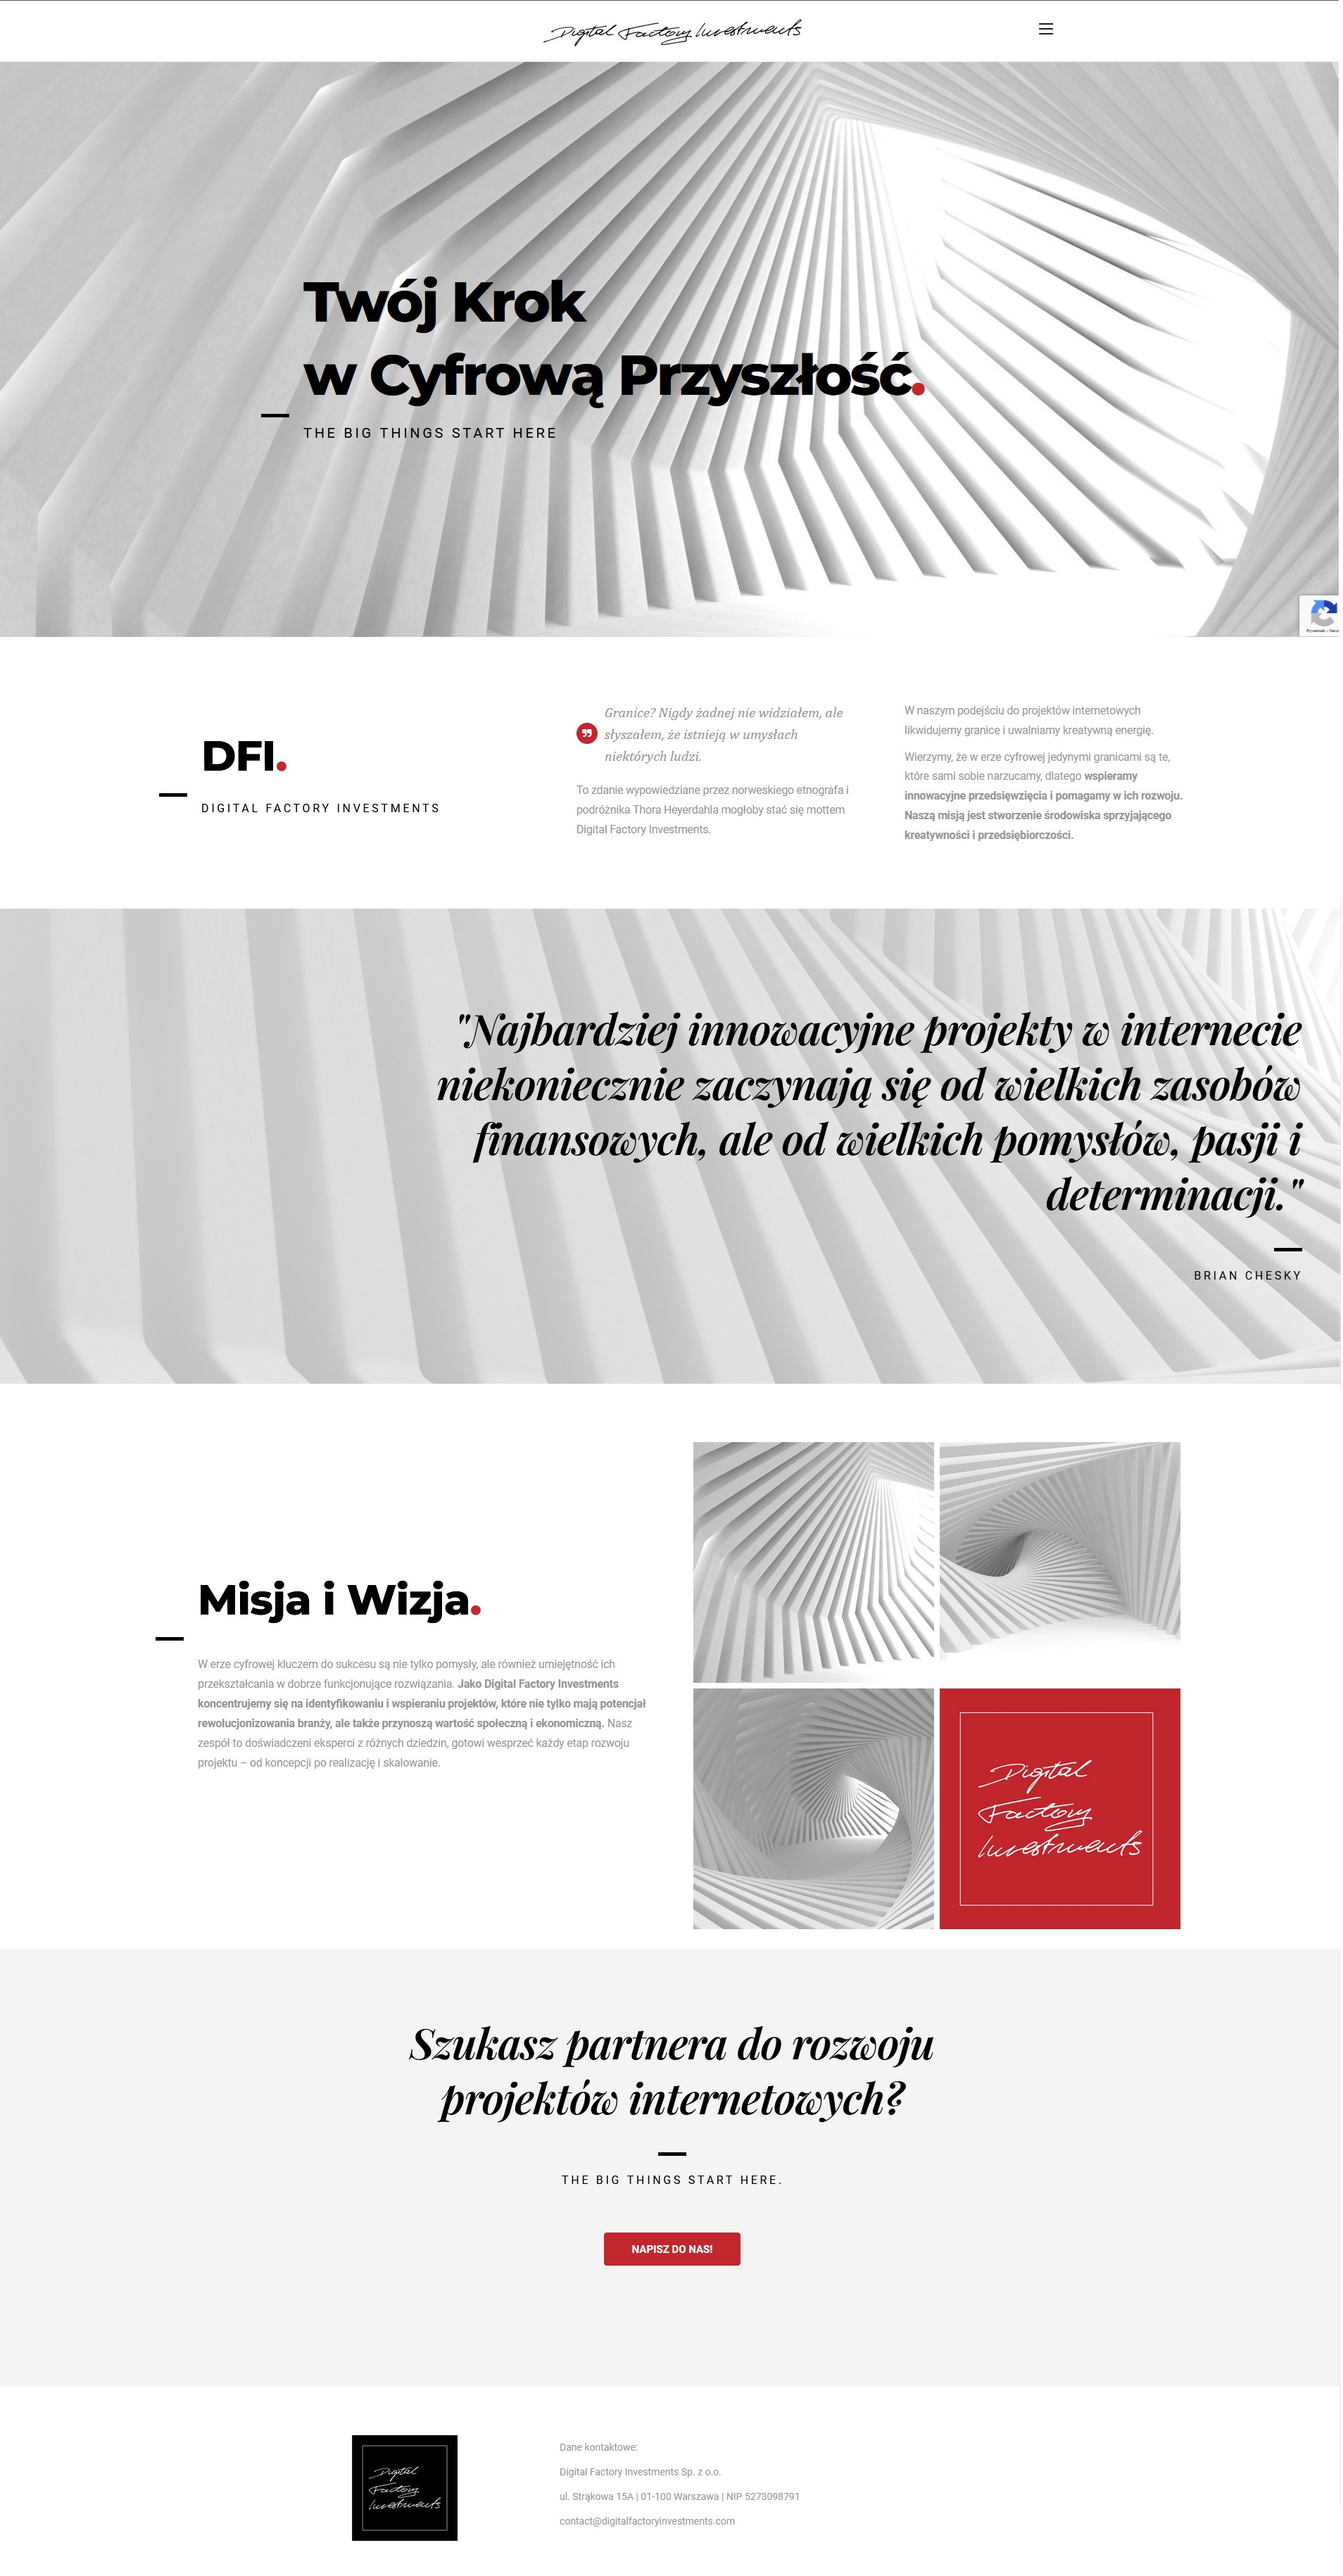 Digital Factory Investments
Twój Krok
w Cyfrową Przyszłość.
THE BIG THINGS START HERE
DFI.
DIGITAL FACTORY INVESTMENTS
Granice? Nigdy żadnej nie widziałem, ale
słyszałem, że istnieją w umysłach
niektórych ludzi.
To zdanie wypowiedziane przez norweskiego etnografa i
podróżnika Thora Heyerdahla mogłoby stać się mottem
Digital Factory Investments.
W naszym podejściu do projektów internetowych
likwidujemy granice i uwalniamy kreatywną energię.
Wierzymy, że w erze cyfrowej jedynymi granicami są te,
które sami sobie narzucamy, dlatego wspieramy
innowacyjne przedsięwzięcia i pomagamy w ich rozwoju.
Naszą misją jest stworzenie środowiska sprzyjającego
kreatywności i przedsiębiorczości.
"Najbardziej innowacyjne projekty w internecie
niekoniecznie zaczynają się od wielkich zasobów
finansowych, ale od wielkich pomysłów, pasji i
determinacji."
BRIAN CHESKY
Misja i Wizja.
W erze cyfrowej kluczem do sukcesu są nie tylko pomysły, ale również umiejętność ich
przekształcania w dobrze funkcjonujące rozwiązania. Jako Digital Factory Investments
koncentrujemy się na identyfikowaniu i wspieraniu projektów, które nie tylko mają potencjał
rewolucjonizowania branży, ale także przynoszą wartość społeczną i ekonomiczną. Nasz
zespół to doświadczeni eksperci z różnych dziedzin, gotowi wesprzeć każdy etap rozwoju
projektu – od koncepcji po realizację i skalowanie.
Digital
Factory
Investments
Szukasz partnera do rozwoju
projektów internetowych?
THE BIG THINGS START HERE.
NAPISZ DO NAS!
Digital
Factory
Investments
Dane kontaktowe:
Digital Factory Investments Sp. z o.o.
ul. Strąkowa 15A | 01-100 Warszawa | NIP 5273098791
contact@digitalfactoryinvestments.com